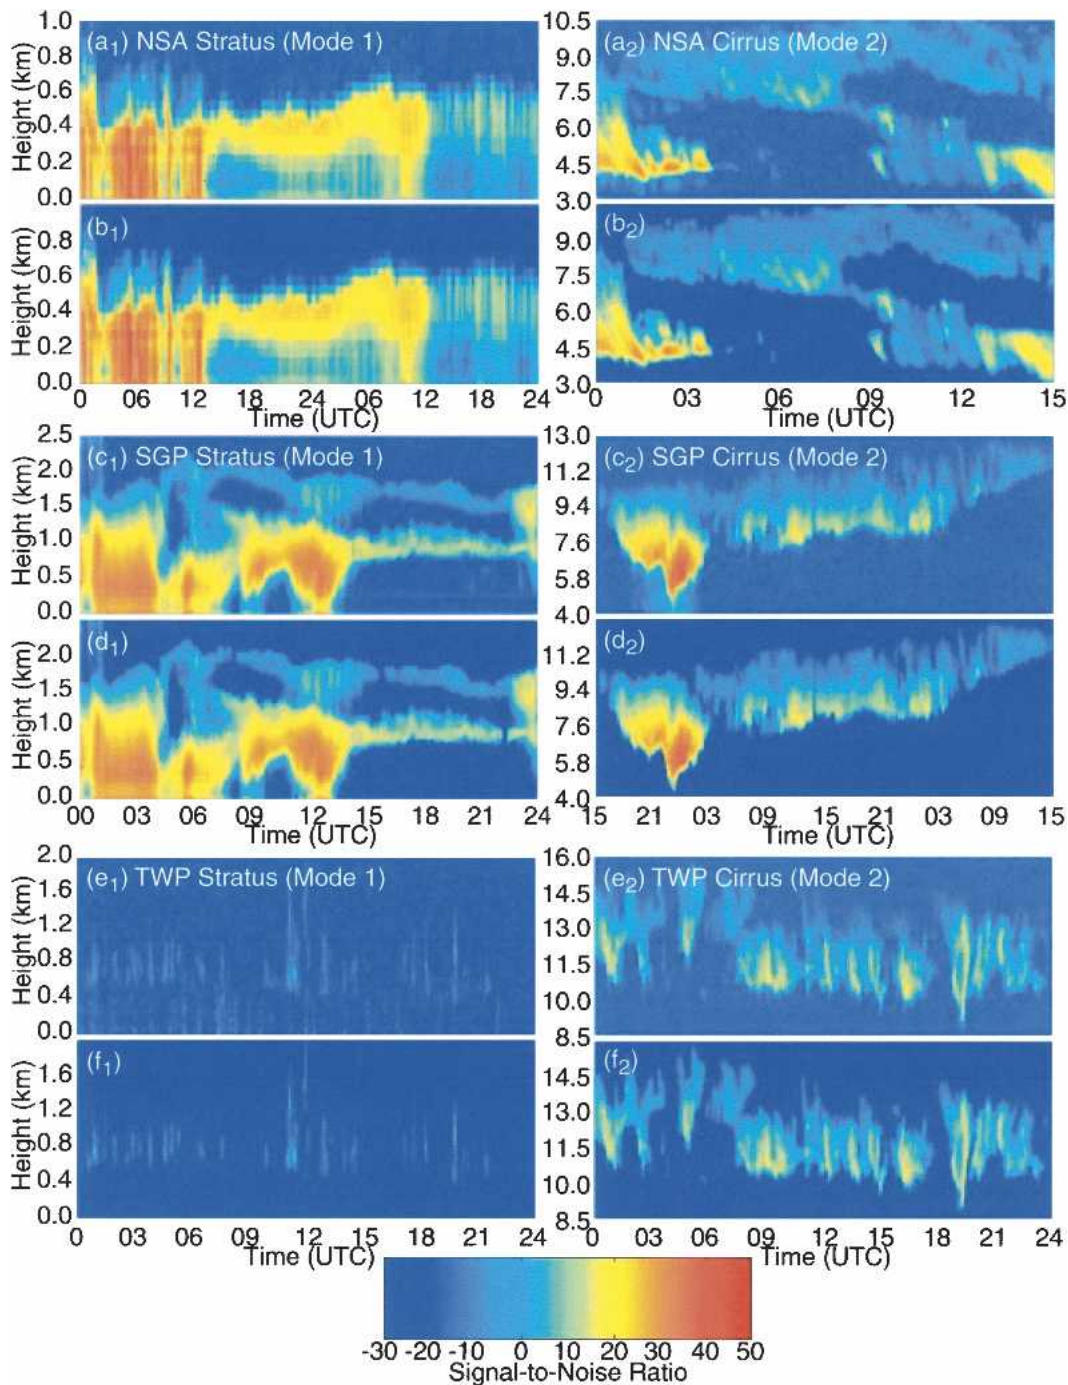 (a1) NSA Stratus (Mode 1)
Height (km)
1.0
0.8
0.6
0.4
0.2
0.0
(a2) NSA Cirrus (Mode 2)
10.5
9.0
7.5
6.0
4.5
3.0
(b1)
Height (km)
0.8
0.6
0.4
0.2
0.0
0 06 12 18 24 06 12 18 24
Time (UTC)
(b2)
9.0
7.5
6.0
4.5
3.0
0 03 06 09 12 15
Time (UTC)
(c1) SGP Stratus (Mode 1)
Height (km)
2.5
2.0
1.5
1.0
0.5
0.0
(c2) SGP Cirrus (Mode 2)
13.0
11.2
9.4
7.6
5.8
4.0
(d1)
Height (km)
2.0
1.5
1.0
0.5
0.0
00 03 06 09 12 15 18 21 24
Time (UTC)
(d2)
11.2
9.4
7.6
5.8
4.0
15 21 03 09 15 21 03 09 15
Time (UTC)
(e1) TWP Stratus (Mode 1)
Height (km)
2.0
1.6
1.2
0.8
0.4
0.0
(e2) TWP Cirrus (Mode 2)
16.0
14.5
13.0
11.5
10.0
8.5
(f1)
Height (km)
1.6
1.2
0.8
0.4
0.0
0 03 06 09 12 15 18 21 24
Time (UTC)
(f2)
14.5
13.0
11.5
10.0
8.5
0 03 06 09 12 15 18 21 24
Time (UTC)
-30 -20 -10 0 10 20 30 40 50
Signal-to-Noise Ratio